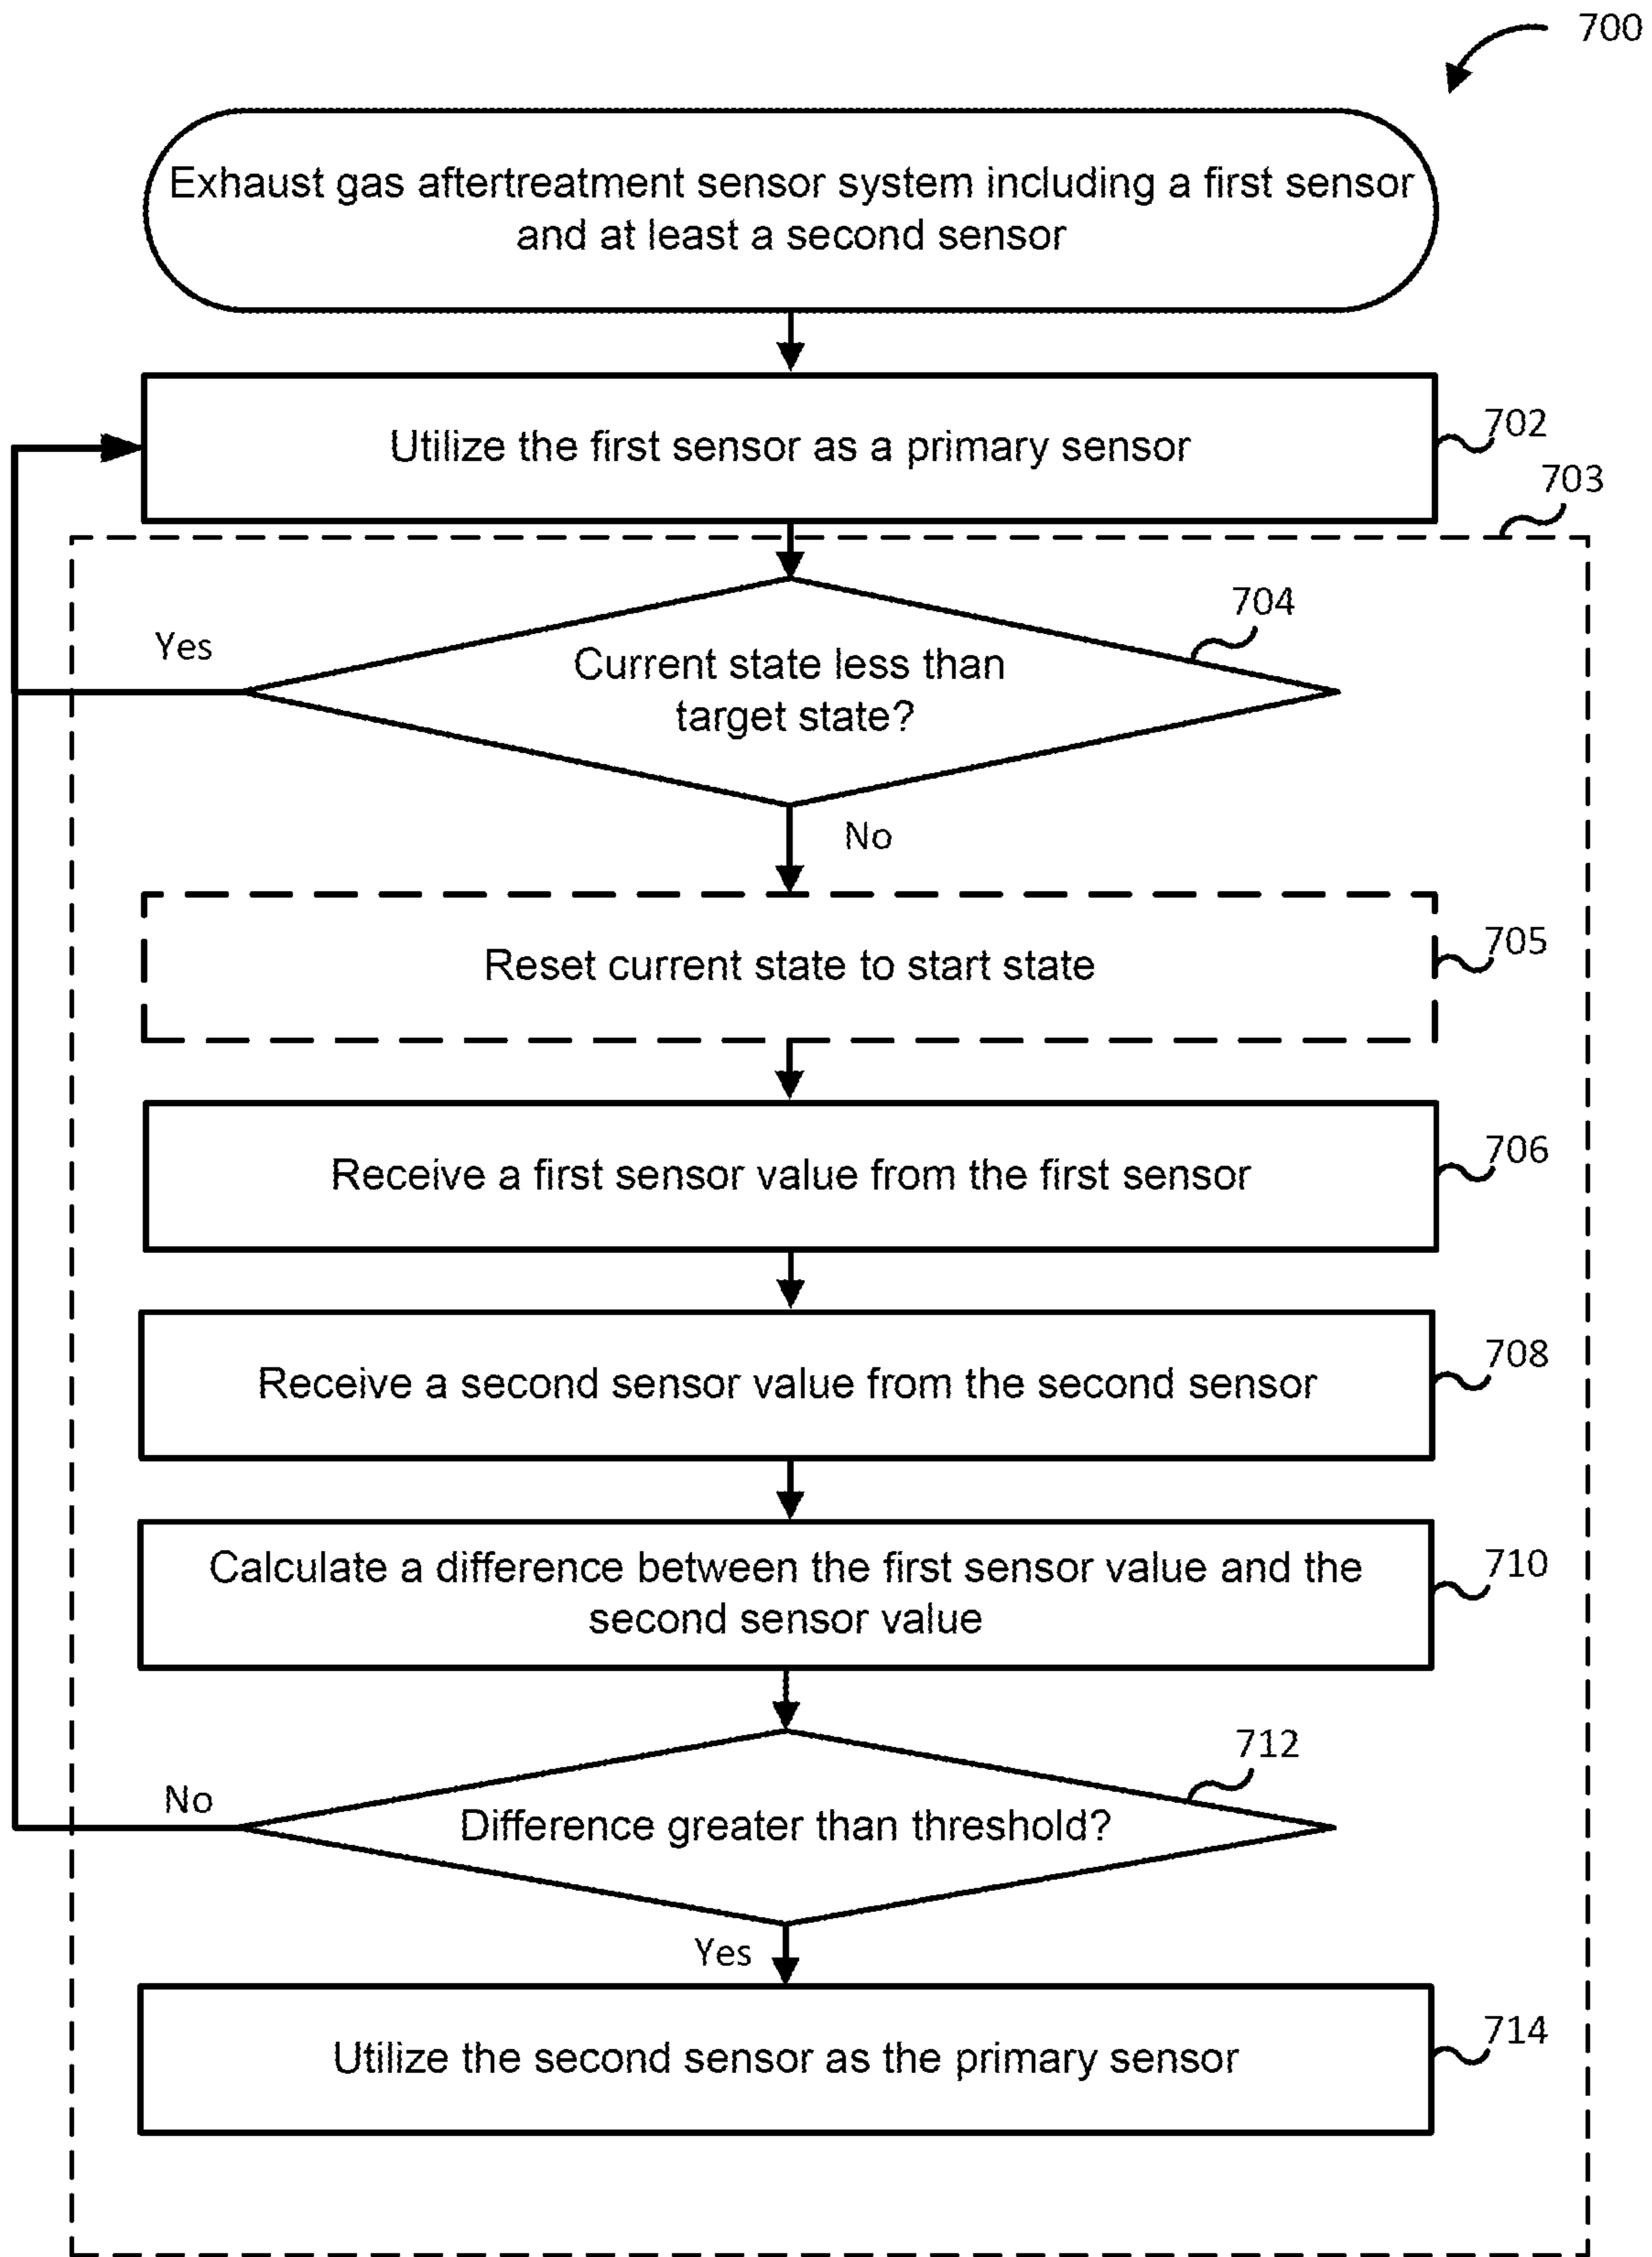 700
Exhaust gas aftertreatment sensor system including a first sensor
and at least a second sensor
Utilize the first sensor as a primary sensor
702
703
704
Yes
Current state less than
target state?
No
Reset current state to start state
705
Receive a first sensor value from the first sensor
706
Receive a second sensor value from the second sensor
708
Calculate a difference between the first sensor value and the
second sensor value
710
712
No
Difference greater than threshold?
Yes
Utilize the second sensor as the primary sensor
714